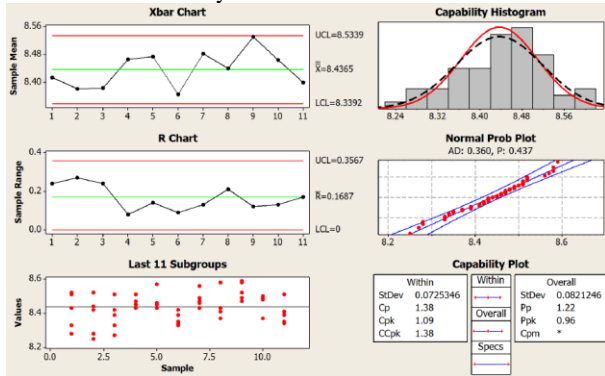 Xbar Chart
8.56
8.48
8.40
Sample Mean
UCL=8.5339
X=8.4365
LCL=8.3392
1 2 3 4 5 6 7 8 9 10 11
Capability Histogram
8.24 8.32 8.40 8.48 8.56
R Chart
0.4
0.2
0.0
Sample Range
UCL=0.3567
R=0.1687
LCL=0
1 2 3 4 5 6 7 8 9 10 11
Normal Prob Plot
AD: 0.360, P: 0.437
8.2 8.4 8.6
Last 11 Subgroups
8.6
8.4
8.2
Values
0.0 2.5 5.0 7.5 10.0
Sample
Capability Plot
Within
StDev 0.0725346
Cp 1.38
Cpk 1.09
CCpk 1.38
Within
Overall
Specs
Overall
StDev 0.0821246
Pp 1.22
Ppk 0.96
Cpm *